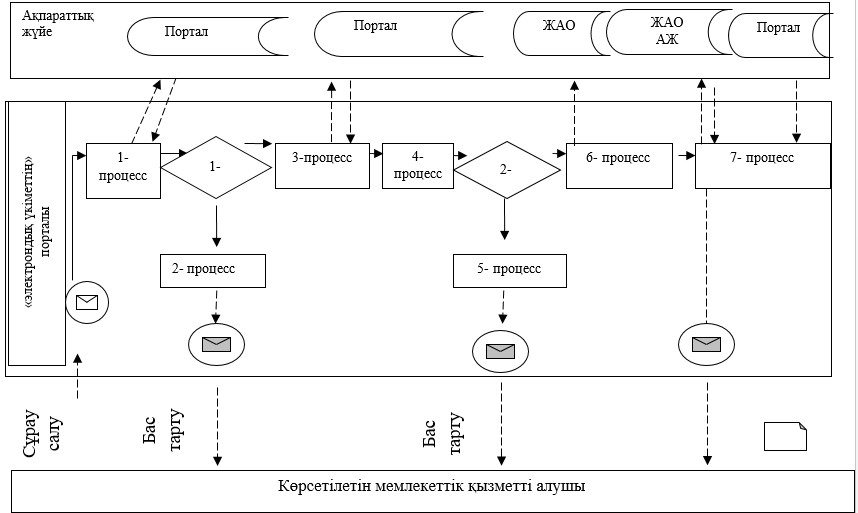 Ақпараттық
жүйе
Портал
Портал
ЖАО
ЖАО
АЖ
Портал
«электрондық үкіметтің»
порталы
1-
процесс
1-
3-процесс
4-
процесс
2-
6- процесс
7- процесс
2- процесс
5- процесс
Сұрау
салу
Бас
тарту
Бас
тарту
Көрсетілетін мемлекеттік қызметті алушы